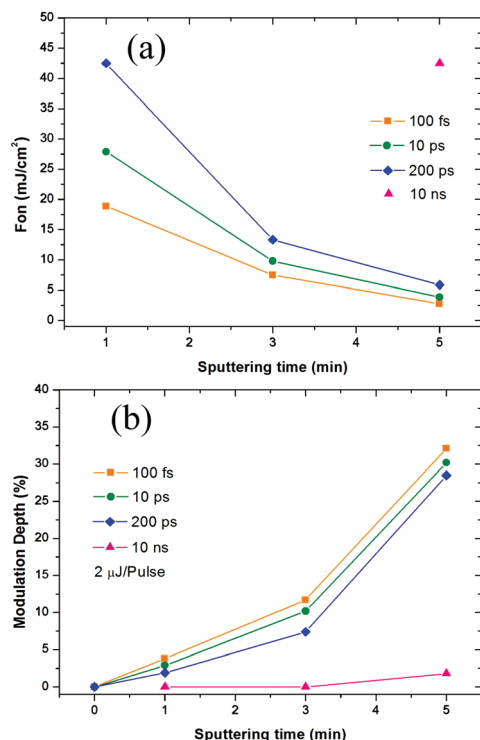 (a)
50
45
40
35
30
25
20
15
10
5
0
Fon (mJ/cm²)
100 fs
10 ps
200 ps
10 ns
1 2 3 4 5
Sputtering time (min)
(b)
40
35
30
25
20
15
10
5
0
Modulation Depth (%)
100 fs
10 ps
200 ps
10 ns
2 μJ/Pulse
0 1 2 3 4 5
Sputtering time (min)